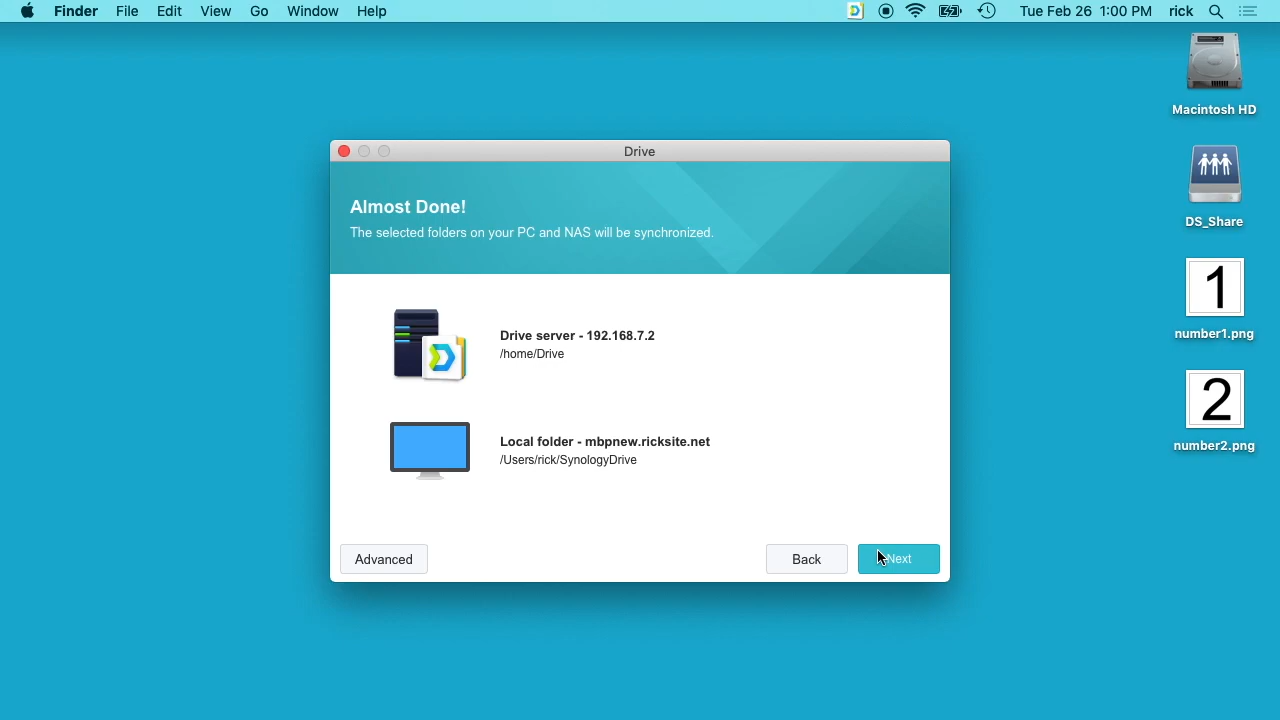 Finder File Edit View Go Window Help Tue Feb 26 1:00 PM rick
Macintosh HD
DS_Share
1
number1.png
2
number2.png
Drive
Almost Done!
The selected folders on your PC and NAS will be synchronized.
Drive server - 192.168.7.2
/home/Drive
Local folder - mbpnew.ricksite.net
/Users/rick/SynologyDrive
Advanced Back Next